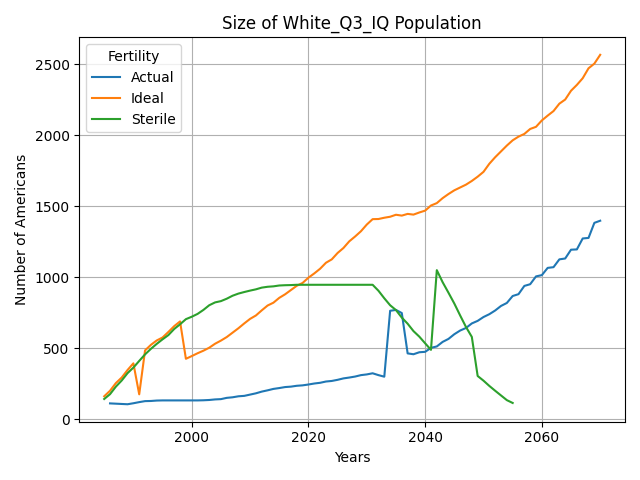 Size of White_Q3_IQ Population
Fertility
Actual
Ideal
Sterile
Number of Americans
2500
2000
1500
1000
500
0
2000
2020
2040
2060
Years